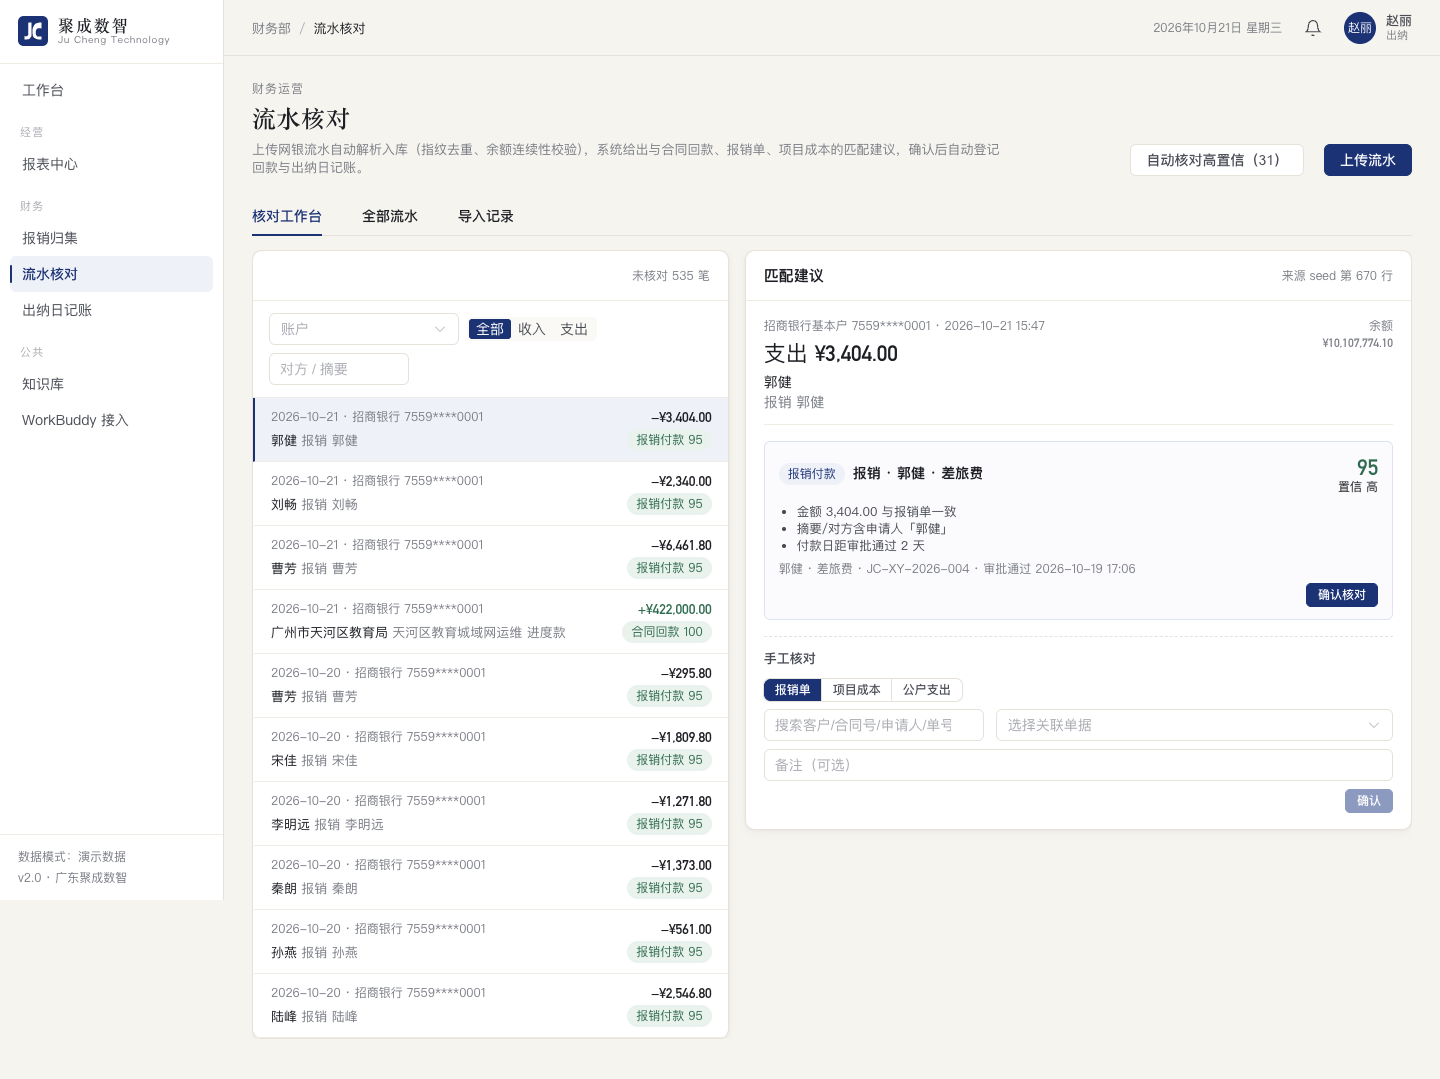 聚成数智
Ju Cheng Technology
工作台
经营
报表中心
财务
报销归集
流水核对
出纳日记账
公共
知识库
WorkBuddy 接入
数据模式：演示数据
v2.0 · 广东聚成数智
财务部 / 流水核对
2026年10月21日 星期三
赵丽
赵丽
出纳
财务运营
流水核对
上传网银流水自动解析入库（指纹去重、余额连续性校验），系统给出与合同回款、报销单、项目成本的匹配建议，确认后自动登记
回款与出纳日记账。
自动核对高置信（31）
上传流水
核对工作台
全部流水
导入记录
未核对 535 笔
账户
全部 收入 支出
对方 / 摘要
2026-10-21 · 招商银行 7559****0001 -¥3,404.00
郭健 报销 郭健 报销付款 95
2026-10-21 · 招商银行 7559****0001 -¥2,340.00
刘畅 报销 刘畅 报销付款 95
2026-10-21 · 招商银行 7559****0001 -¥6,461.80
曹芳 报销 曹芳 报销付款 95
2026-10-21 · 招商银行 7559****0001 +¥422,000.00
广州市天河区教育局 天河区教育城域网运维 进度款 合同回款 100
2026-10-20 · 招商银行 7559****0001 -¥295.80
曹芳 报销 曹芳 报销付款 95
2026-10-20 · 招商银行 7559****0001 -¥1,809.80
宋佳 报销 宋佳 报销付款 95
2026-10-20 · 招商银行 7559****0001 -¥1,271.80
李明远 报销 李明远 报销付款 95
2026-10-20 · 招商银行 7559****0001 -¥1,373.00
秦朗 报销 秦朗 报销付款 95
2026-10-20 · 招商银行 7559****0001 -¥561.00
孙燕 报销 孙燕 报销付款 95
2026-10-20 · 招商银行 7559****0001 -¥2,546.80
陆峰 报销 陆峰 报销付款 95
匹配建议
来源 seed 第 670 行
招商银行基本户 7559****0001 · 2026-10-21 15:47
余额
支出 ¥3,404.00
¥10,107,774.10
郭健
报销 郭健
报销付款 报销 · 郭健 · 差旅费
95
置信 高
• 金额 3,404.00 与报销单一致
• 摘要/对方含申请人「郭健」
• 付款日距审批通过 2 天
郭健 · 差旅费 · JC-XY-2026-004 · 审批通过 2026-10-19 17:06
确认核对
手工核对
报销单 项目成本 公户支出
搜索客户/合同号/申请人/单号
选择关联单据
备注（可选）
确认